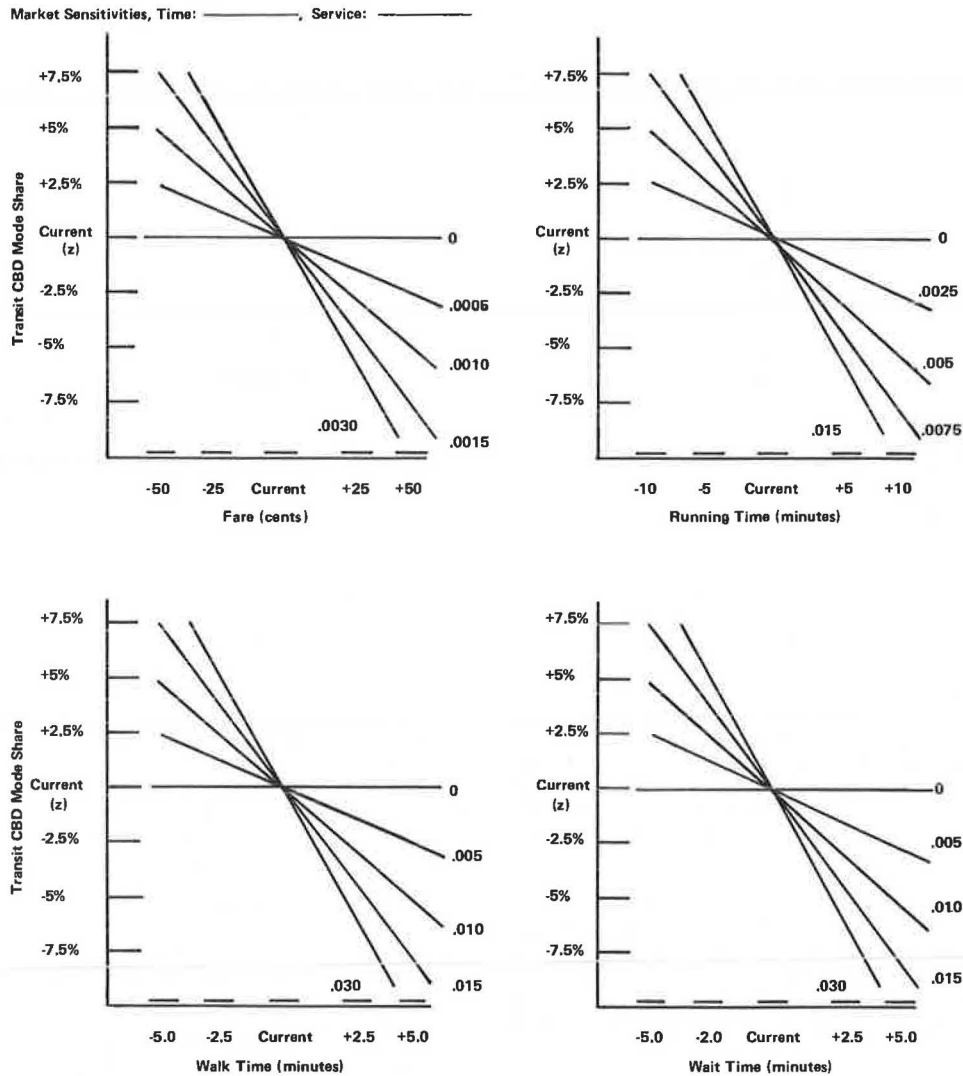 Market Sensitivities, Time: , Service:
Transit CBD Mode Share
+7.5%
+5%
+2.5%
Current
(z)
-2.5%
-5%
-7.5%
0
.0005
.0010
.0015
.0030
-50 -25 Current +25 +50
Fare (cents)
+7.5%
+5%
+2.5%
Current
(z)
-2.5%
-5%
-7.5%
0
.0025
.005
.0075
.015
-10 -5 Current +5 +10
Running Time (minutes)
Transit CBD Mode Share
+7.5%
+5%
+2.5%
Current
(z)
-2.5%
-5%
-7.5%
0
.005
.010
.015
.030
-5.0 -2.5 Current +2.5 +5.0
Walk Time (minutes)
+7.5%
+5%
+2.5%
Current
(z)
-2.5%
-5%
-7.5%
0
.005
.010
.015
.030
-5.0 -2.0 Current +2.5 +5.0
Wait Time (minutes)